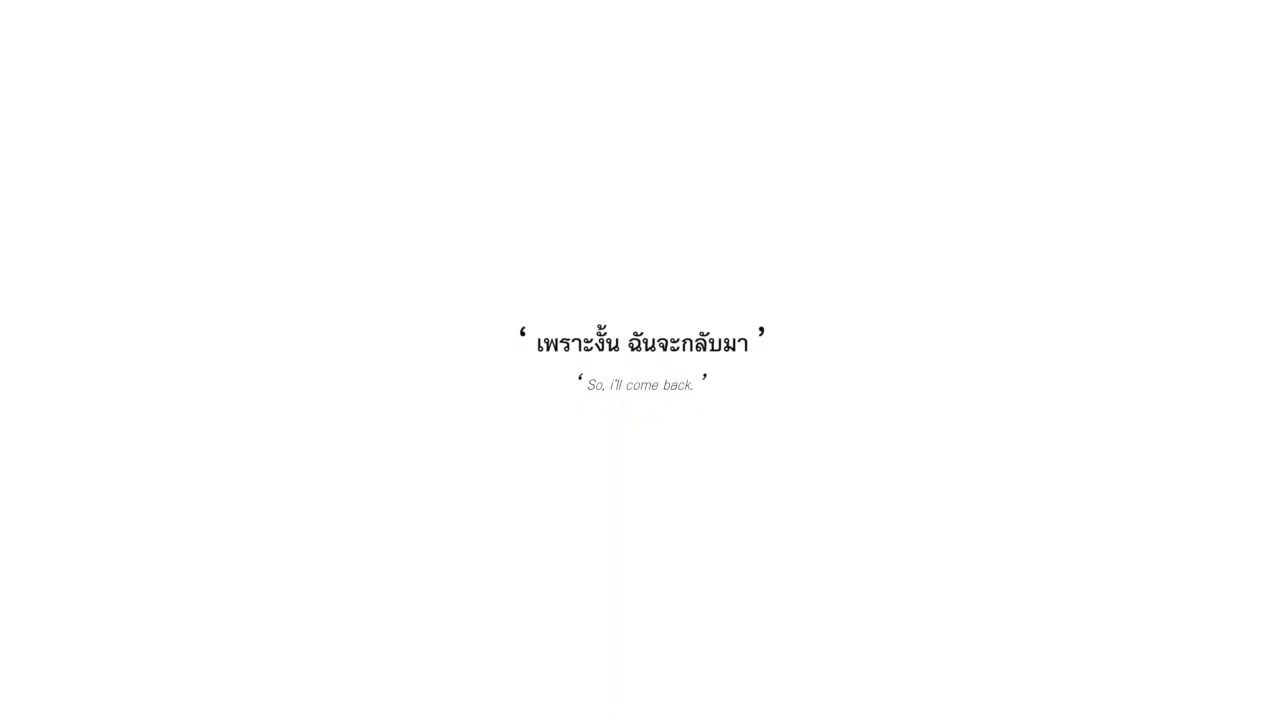 ‘ เพราะงั้น ฉันจะกลับมา ’
‘ So, i'll come back. ’